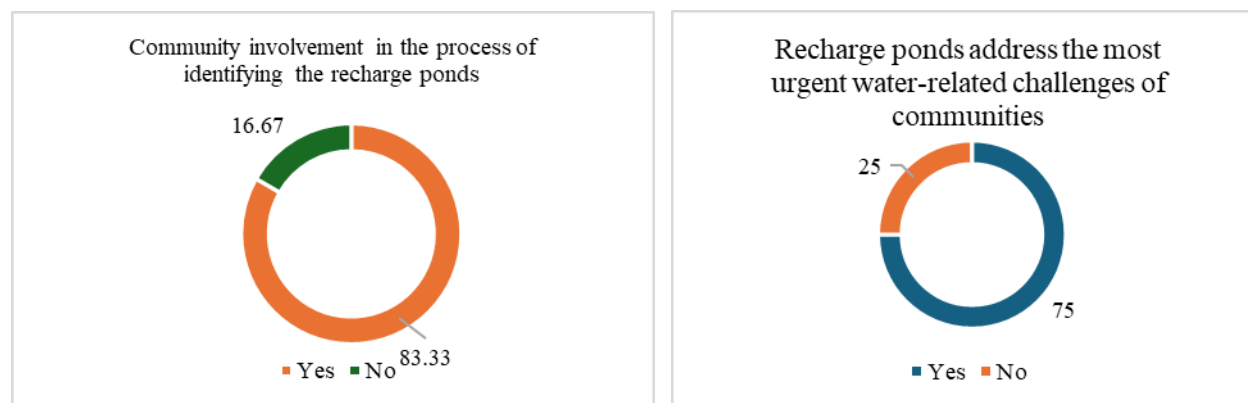 Community involvement in the process of
identifying the recharge ponds
16.67
83.33
Yes No
Recharge ponds address the most
urgent water-related challenges of
communities
25
75
Yes No